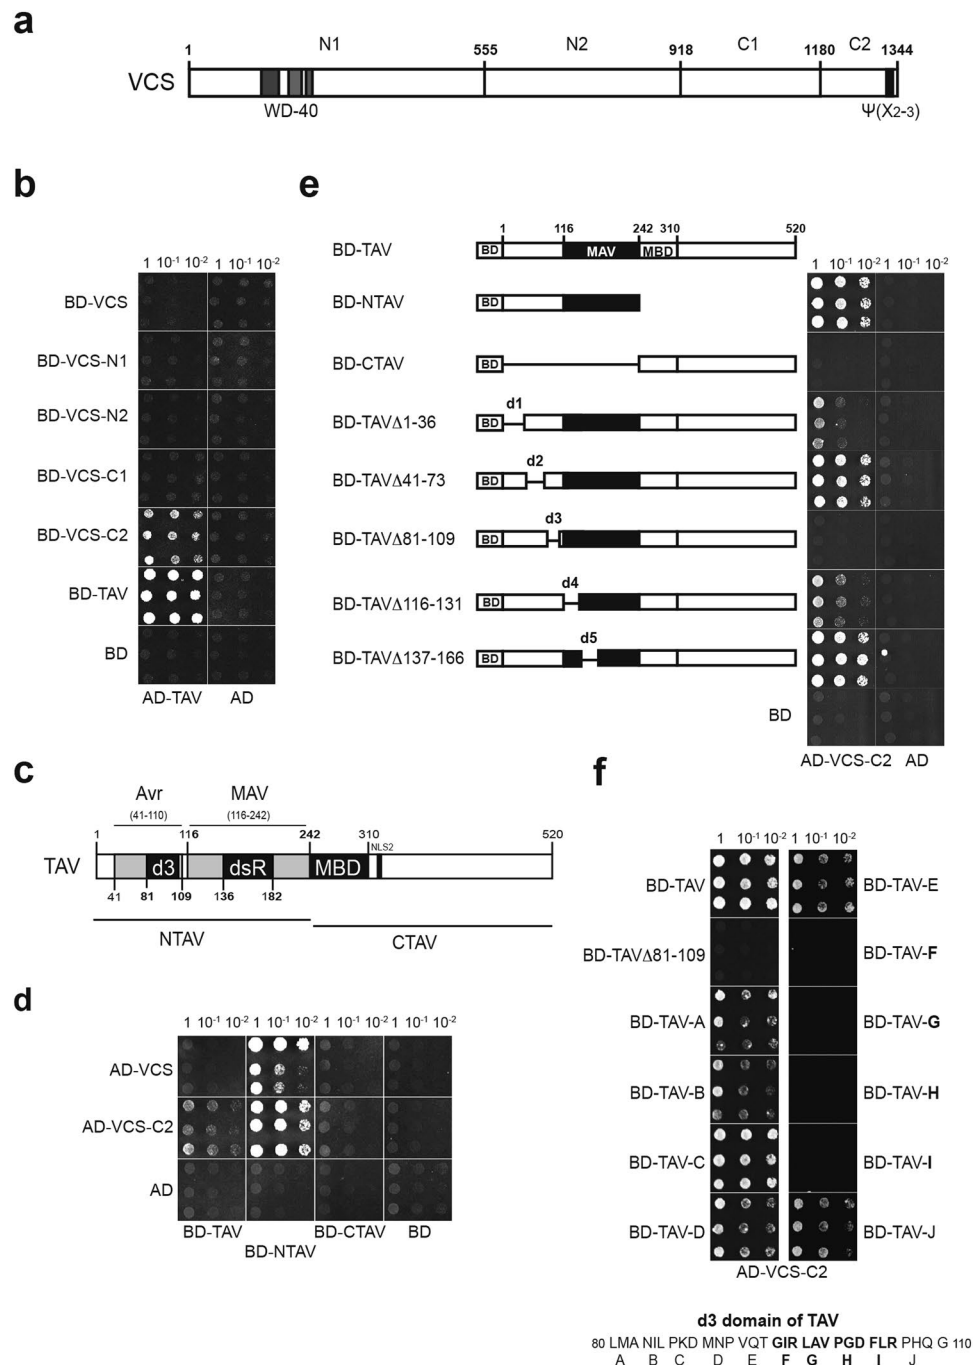 a
N1 N2 C1 C2
1 555 918 1180 1344
VCS
WD-40
Ψ(X2-3)
b
1 10-1 10-2 1 10-1 10-2
BD-VCS
BD-VCS-N1
BD-VCS-N2
BD-VCS-C1
BD-VCS-C2
BD-TAV
BD
AD-TAV AD
e
1 116 242 310 520
BD-TAV
BD MAV MBD
1 10-1 10-2 1 10-1 10-2
BD-NTAV
BD
BD-CTAV
BD
d1
BD-TAVΔ1-36
BD
d2
BD-TAVΔ41-73
BD
d3
BD-TAVΔ81-109
BD
d4
BD-TAVΔ116-131
BD
d5
BD-TAVΔ137-166
BD
BD
AD-VCS-C2 AD
c
Avr MAV
(41-110) (116-242)
1 116 242 310 520
NLS2
TAV
d3 dsR MBD
41 81 109 136 182
NTAV CTAV
d
1 10-1 10-2 1 10-1 10-2 1 10-1 10-2 1 10-1 10-2
AD-VCS
AD-VCS-C2
AD
BD-TAV BD-NTAV BD-CTAV BD
f
1 10-1 10-2 1 10-1 10-2
BD-TAV BD-TAV-E
BD-TAVΔ81-109 BD-TAV-F
BD-TAV-A BD-TAV-G
BD-TAV-B BD-TAV-H
BD-TAV-C BD-TAV-I
BD-TAV-D BD-TAV-J
AD-VCS-C2
d3 domain of TAV
80 LMA NIL PKD MNP VQT GIR LAV PGD FLR PHQ G 110
A B C D E F G H I J